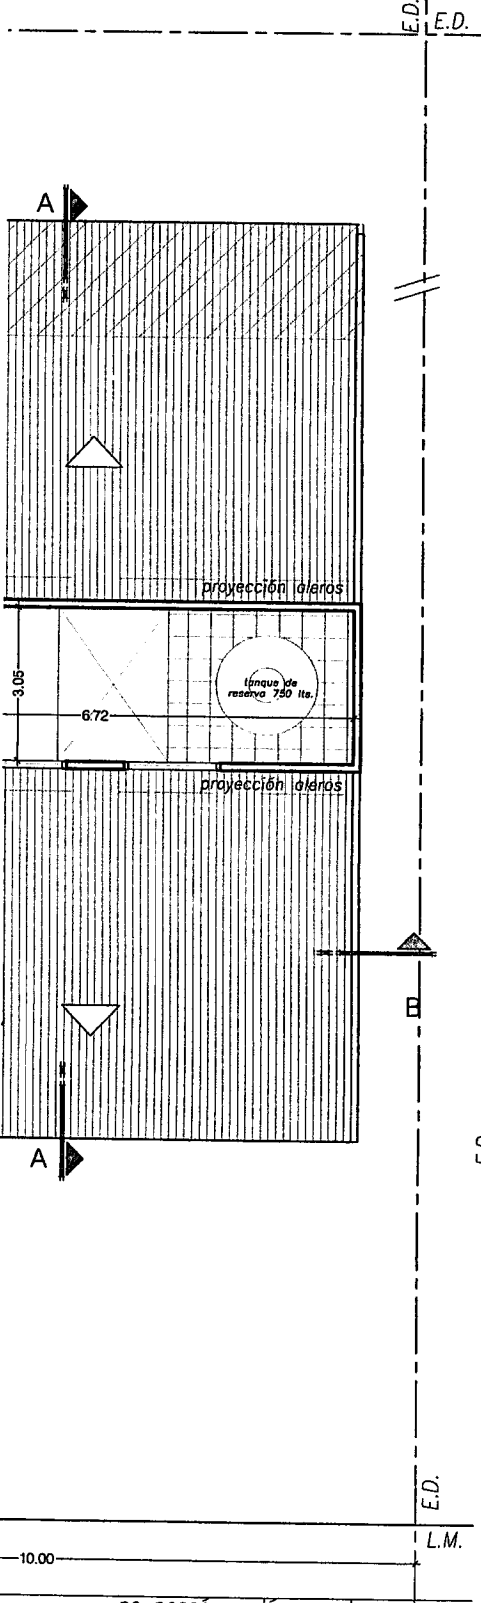 E.D.
E.D.
A
proyección aleros
3.05
tanque de
reserva 750 lts.
6.72
proyección aleros
B
A
E.D.
L.M.
10.00